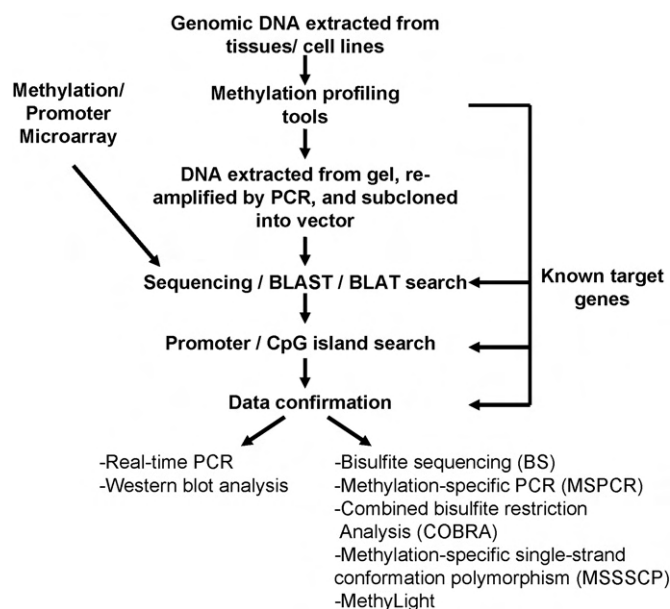 Genomic DNA extracted from
tissues/ cell lines
Methylation/
Promoter
Microarray
Methylation profiling
tools
DNA extracted from gel, re-
amplified by PCR, and subcloned
into vector
Sequencing / BLAST / BLAT search
Known target
genes
Promoter / CpG island search
Data confirmation
-Real-time PCR
-Western blot analysis
-Bisulfite sequencing (BS)
-Methylation-specific PCR (MSPCR)
-Combined bisulfite restriction
Analysis (COBRA)
-Methylation-specific single-strand
conformation polymorphism (MSSSCP)
-MethyLight